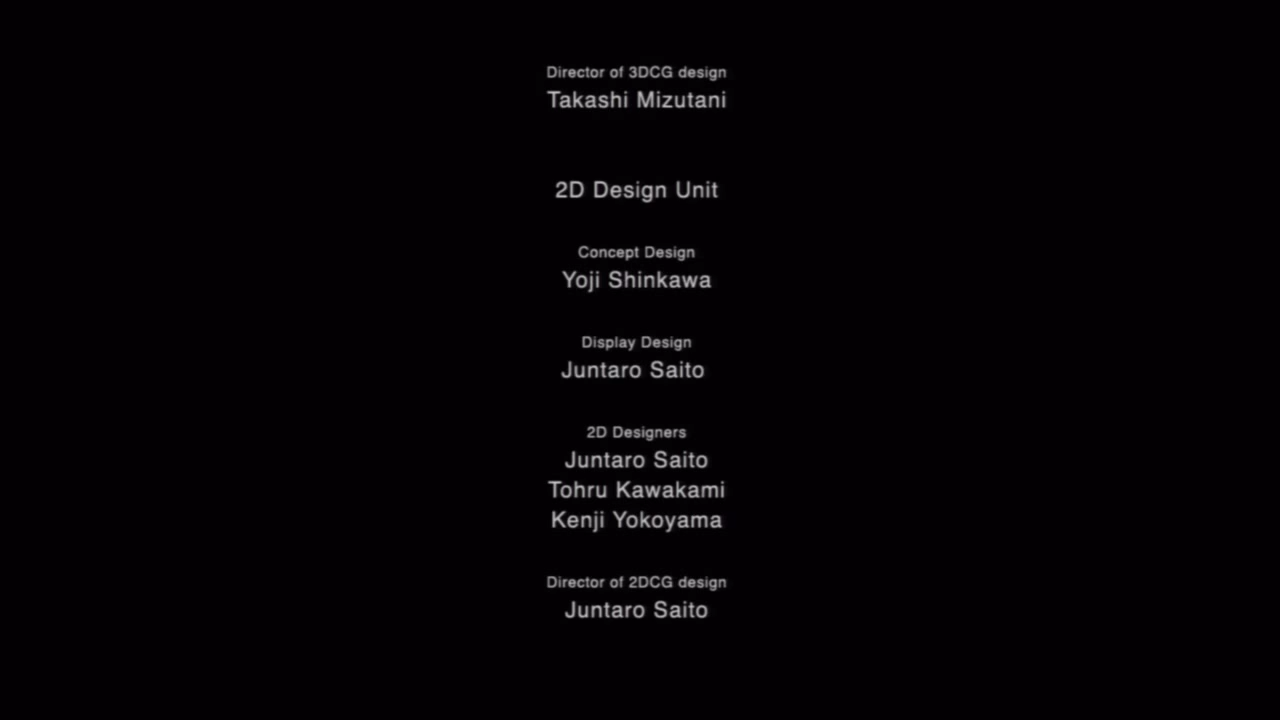 Director of 3DCG design
Takashi Mizutani
2D Design Unit
Concept Design
Yoji Shinkawa
Display Design
Juntaro Saito
2D Designers
Juntaro Saito
Tohru Kawakami
Kenji Yokoyama
Director of 2DCG design
Juntaro Saito